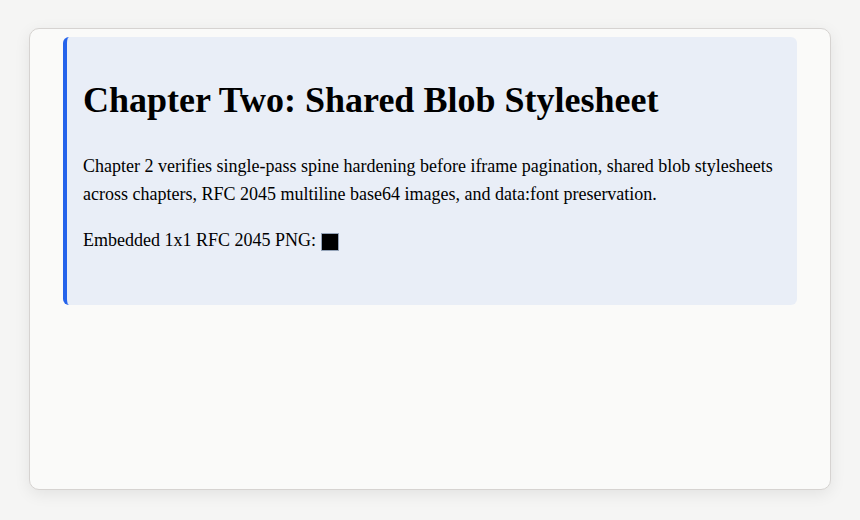 Chapter Two: Shared Blob Stylesheet
Chapter 2 verifies single-pass spine hardening before iframe pagination, shared blob stylesheets
across chapters, RFC 2045 multiline base64 images, and data:font preservation.
Embedded 1x1 RFC 2045 PNG: